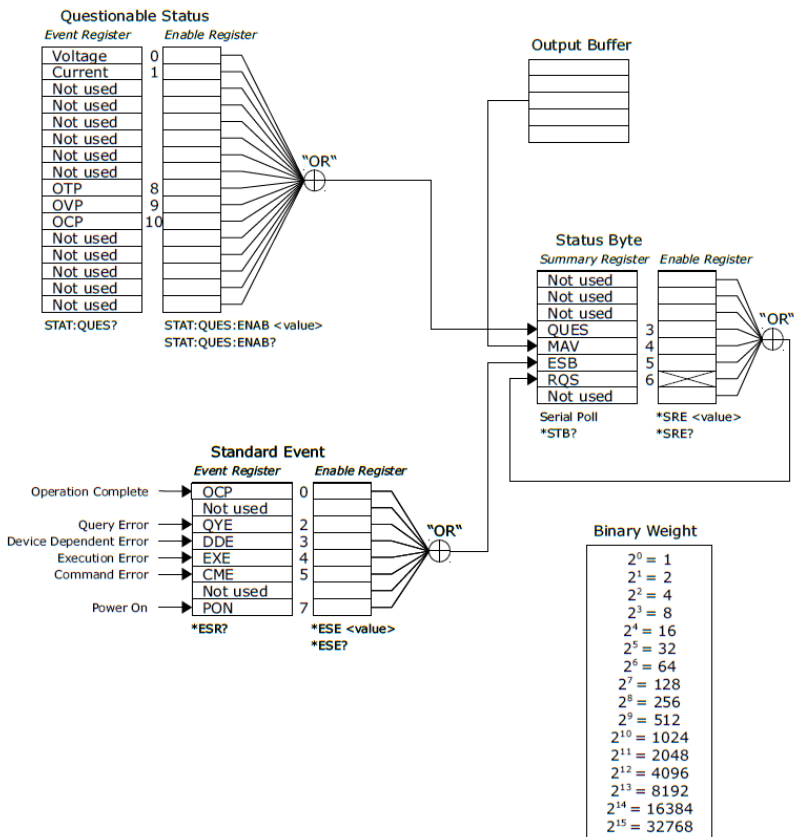 Questionable Status
Event Register Enable Register
Voltage 0
Current 1
Not used
Not used
Not used
Not used
Not used
Not used
OTP 8
OVP 9
OCP 10
Not used
Not used
Not used
Not used
Not used
STAT:QUES? STAT:QUES:ENAB <value>
STAT:QUES:ENAB?
"OR"
Output Buffer
Status Byte
Summary Register Enable Register
Not used
Not used
Not used
QUES 3
MAV 4
ESB 5
RQS 6
Not used
Serial Poll *SRE <value>
*STB? *SRE?
"OR"
Standard Event
Event Register Enable Register
Operation Complete OCP 0
Not used
Query Error QYE 2
Device Dependent Error DDE 3
Execution Error EXE 4
Command Error CME 5
Not used
Power On PON 7
*ESR? *ESE <value>
*ESE?
"OR"
Binary Weight
2⁰ = 1
2¹ = 2
2² = 4
2³ = 8
2⁴ = 16
2⁵ = 32
2⁶ = 64
2⁷ = 128
2⁸ = 256
2⁹ = 512
2¹⁰ = 1024
2¹¹ = 2048
2¹² = 4096
2¹³ = 8192
2¹⁴ = 16384
2¹⁵ = 32768